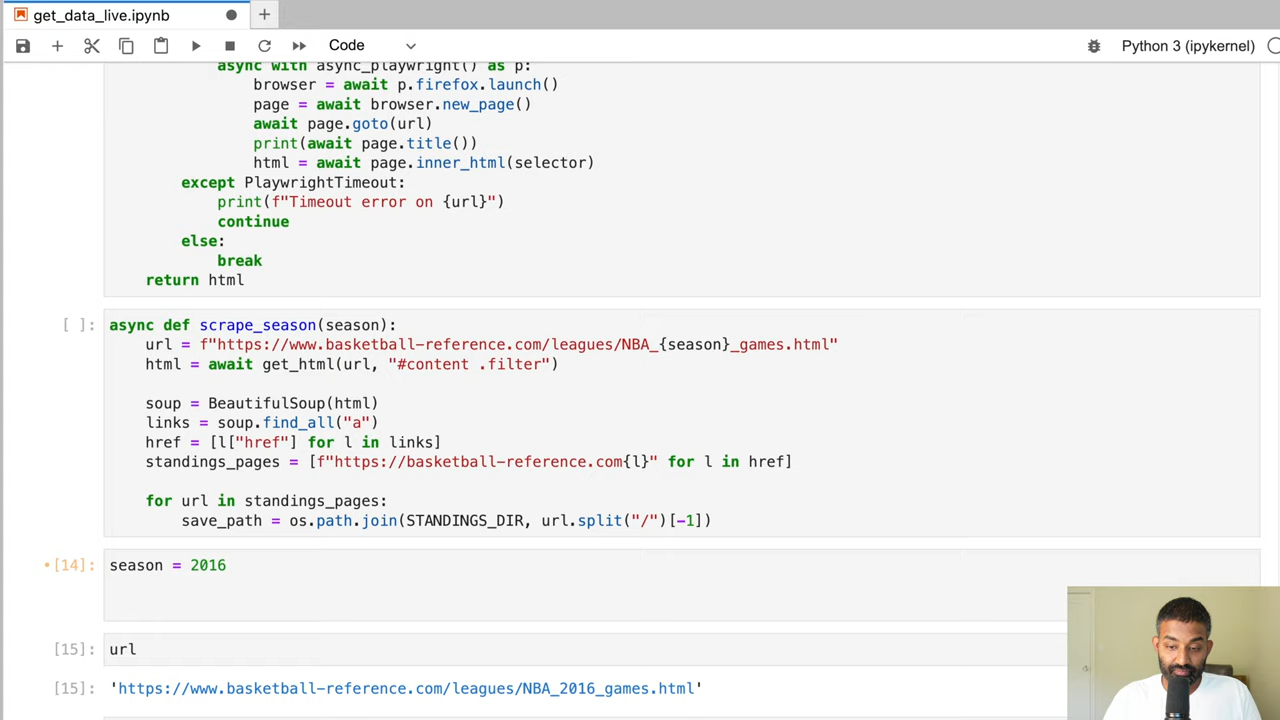 get_data_live.ipynb
Code
Python 3 (ipykernel)
async with async_playwright() as p:
browser = await p.firefox.launch()
page = await browser.new_page()
await page.goto(url)
print(await page.title())
html = await page.inner_html(selector)
except PlaywrightTimeout:
print(f"Timeout error on {url}")
continue
else:
break
return html
[ ]: async def scrape_season(season):
url = f"https://www.basketball-reference.com/leagues/NBA_{season}_games.html"
html = await get_html(url, "#content .filter")
soup = BeautifulSoup(html)
links = soup.find_all("a")
href = [l["href"] for l in links]
standings_pages = [f"https://basketball-reference.com{l}" for l in href]
for url in standings_pages:
save_path = os.path.join(STANDINGS_DIR, url.split("/")[-1])
[14]: season = 2016
[15]: url
[15]: 'https://www.basketball-reference.com/leagues/NBA_2016_games.html'